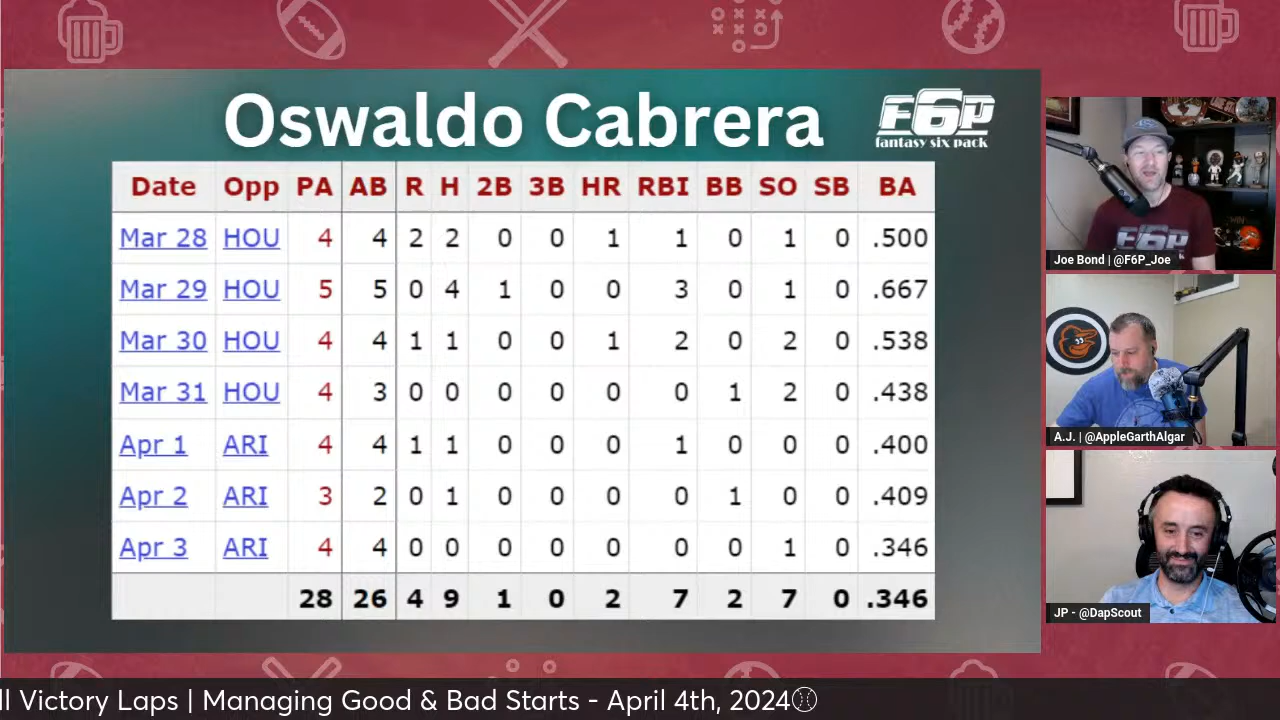 Oswaldo Cabrera
F6P
fantasy six pack
Date Opp PA AB R H 2B 3B HR RBI BB SO SB BA
Mar 28 HOU 4 4 2 2 0 0 1 1 0 1 0 .500
Mar 29 HOU 5 5 0 4 1 0 0 3 0 1 0 .667
Mar 30 HOU 4 4 1 1 0 0 1 2 0 2 0 .538
Mar 31 HOU 4 3 0 0 0 0 0 0 1 2 0 .438
Apr 1 ARI 4 4 1 1 0 0 0 1 0 0 0 .400
Apr 2 ARI 3 2 0 1 0 0 0 0 1 0 0 .409
Apr 3 ARI 4 4 0 0 0 0 0 0 0 1 0 .346
28 26 4 9 1 0 2 7 2 7 0 .346
F6P
Joe Bond | @F6P_Joe
A.J. | @AppleGarthAlgar
JP - @DapScout
ll Victory Laps | Managing Good & Bad Starts - April 4th, 2024